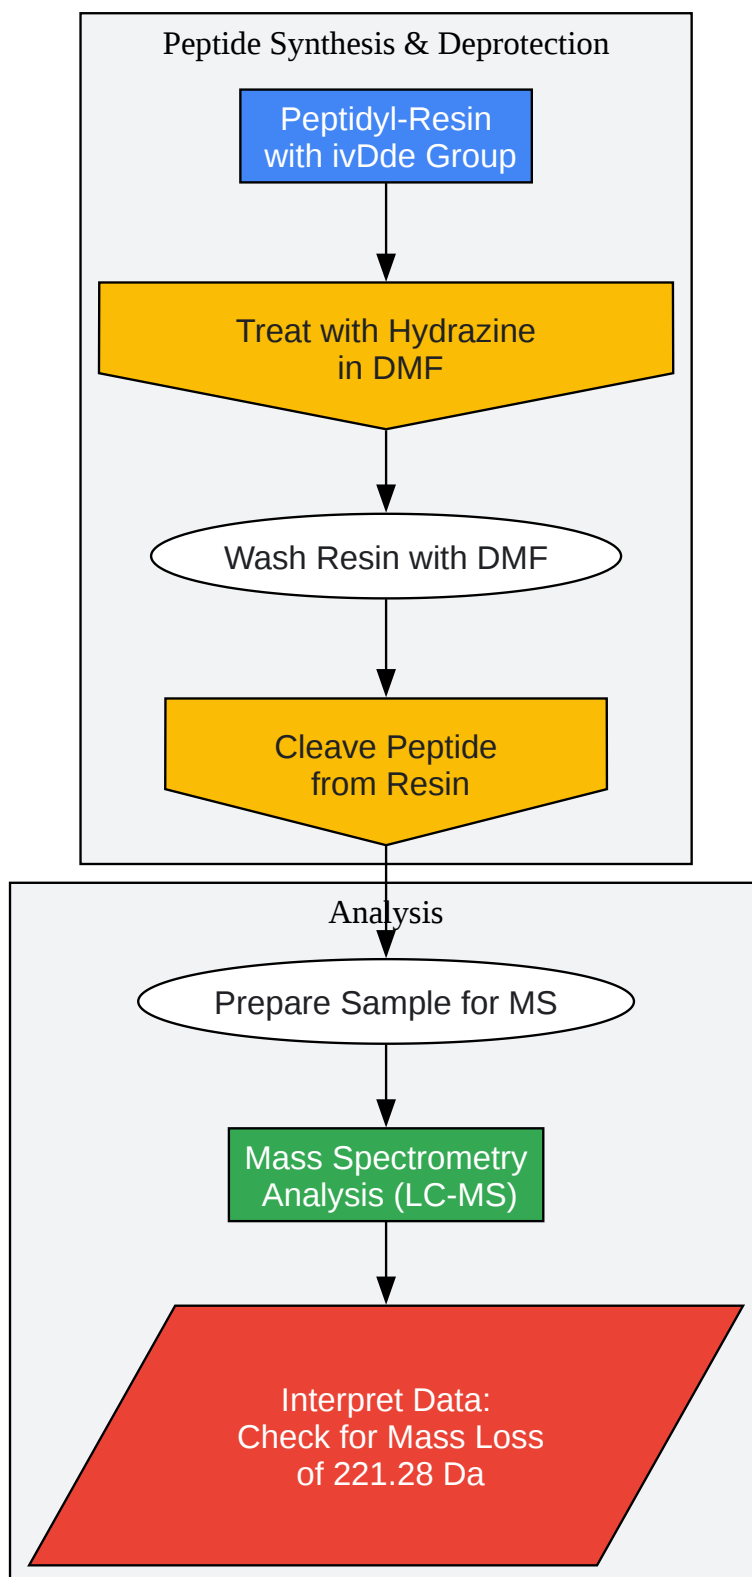 Peptide Synthesis & Deprotection
Peptidyl-Resin
with ivDde Group
Treat with Hydrazine
in DMF
Wash Resin with DMF
Cleave Peptide
from Resin
Analysis
Prepare Sample for MS
Mass Spectrometry
Analysis (LC-MS)
Interpret Data:
Check for Mass Loss
of 221.28 Da